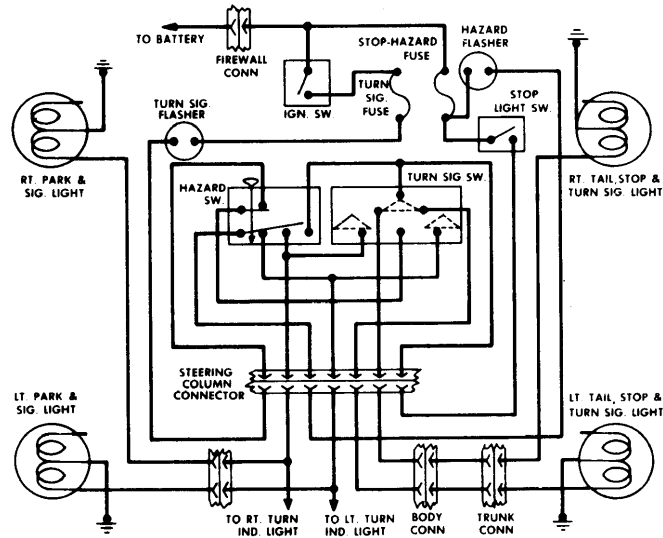 TO BATTERY
FIREWALL
CONN
STOP-HAZARD
FUSE
HAZARD
FLASHER
TURN
SIG.
FUSE
IGN. SW.
STOP
LIGHT SW.
TURN SIG.
FLASHER
RT. PARK &
SIG. LIGHT
HAZARD
SW.
TURN SIG SW.
RT. TAIL, STOP &
TURN SIG. LIGHT
STEERING
COLUMN
CONNECTOR
LT. PARK &
SIG. LIGHT
LT. TAIL, STOP &
TURN SIG. LIGHT
TO RT. TURN
IND. LIGHT
TO LT. TURN
IND. LIGHT
BODY
CONN
TRUNK
CONN